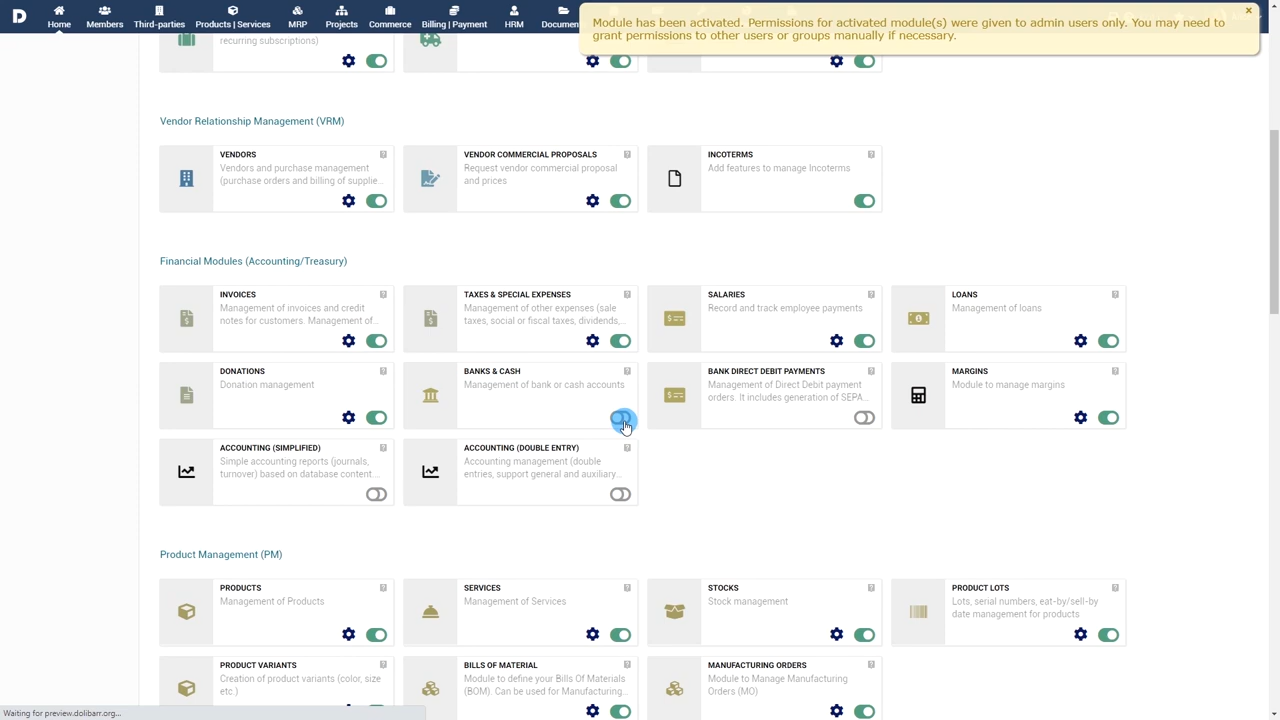 Home
Members
Third-parties
Products | Services
MRP
Projects
Commerce
Billing | Payment
HRM
Documen
Module has been activated. Permissions for activated module(s) were given to admin users only. You may need to
grant permissions to other users or groups manually if necessary.
recurring subscriptions)
Vendor Relationship Management (VRM)
VENDORS
Vendors and purchase management
(purchase orders and billing of supplie...
VENDOR COMMERCIAL PROPOSALS
Request vendor commercial proposal
and prices
INCOTERMS
Add features to manage Incoterms
Financial Modules (Accounting/Treasury)
INVOICES
Management of invoices and credit
notes for customers. Management of...
TAXES & SPECIAL EXPENSES
Management of other expenses (sale
taxes, social or fiscal taxes, dividends,...
SALARIES
Record and track employee payments
LOANS
Management of loans
DONATIONS
Donation management
BANKS & CASH
Management of bank or cash accounts
BANK DIRECT DEBIT PAYMENTS
Management of Direct Debit payment
orders. It includes generation of SEPA...
MARGINS
Module to manage margins
ACCOUNTING (SIMPLIFIED)
Simple accounting reports (journals,
turnover) based on database content....
ACCOUNTING (DOUBLE ENTRY)
Accounting management (double
entries, support general and auxiliary...
Product Management (PM)
PRODUCTS
Management of Products
SERVICES
Management of Services
STOCKS
Stock management
PRODUCT LOTS
Lots, serial numbers, eat-by/sell-by
date management for products
PRODUCT VARIANTS
Creation of product variants (color, size
etc.)
BILLS OF MATERIAL
Module to define your Bills Of Materials
(BOM). Can be used for Manufacturing...
MANUFACTURING ORDERS
Module to Manage Manufacturing
Orders (MO)
Waiting for preview.dolibarr.org...